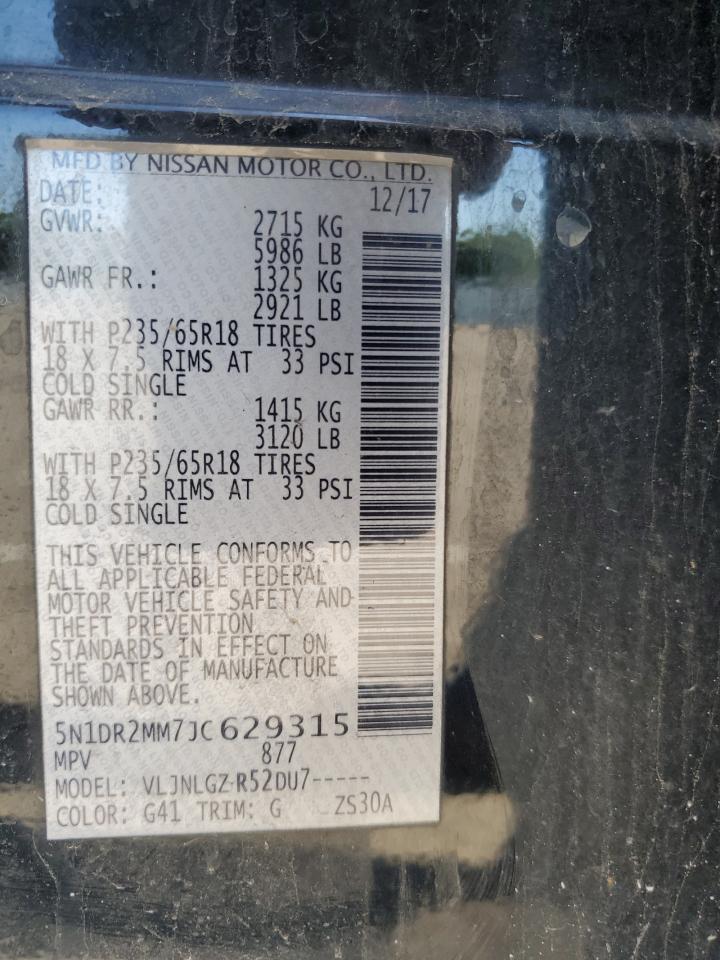 MFD BY NISSAN MOTOR CO., LTD.
DATE: 12/17
GVWR: 2715 KG
5986 LB
GAWR FR.: 1325 KG
2921 LB
WITH P235/65R18 TIRES
18 X 7.5 RIMS AT 33 PSI
COLD SINGLE
GAWR RR.: 1415 KG
3120 LB
WITH P235/65R18 TIRES
18 X 7.5 RIMS AT 33 PSI
COLD SINGLE
THIS VEHICLE CONFORMS TO
ALL APPLICABLE FEDERAL
MOTOR VEHICLE SAFETY AND
THEFT PREVENTION
STANDARDS IN EFFECT ON
THE DATE OF MANUFACTURE
SHOWN ABOVE.
5N1DR2MM7JC629315
MPV 877
MODEL: VLJNLGZ-R52DU7-----
COLOR: G41 TRIM: G ZS30A